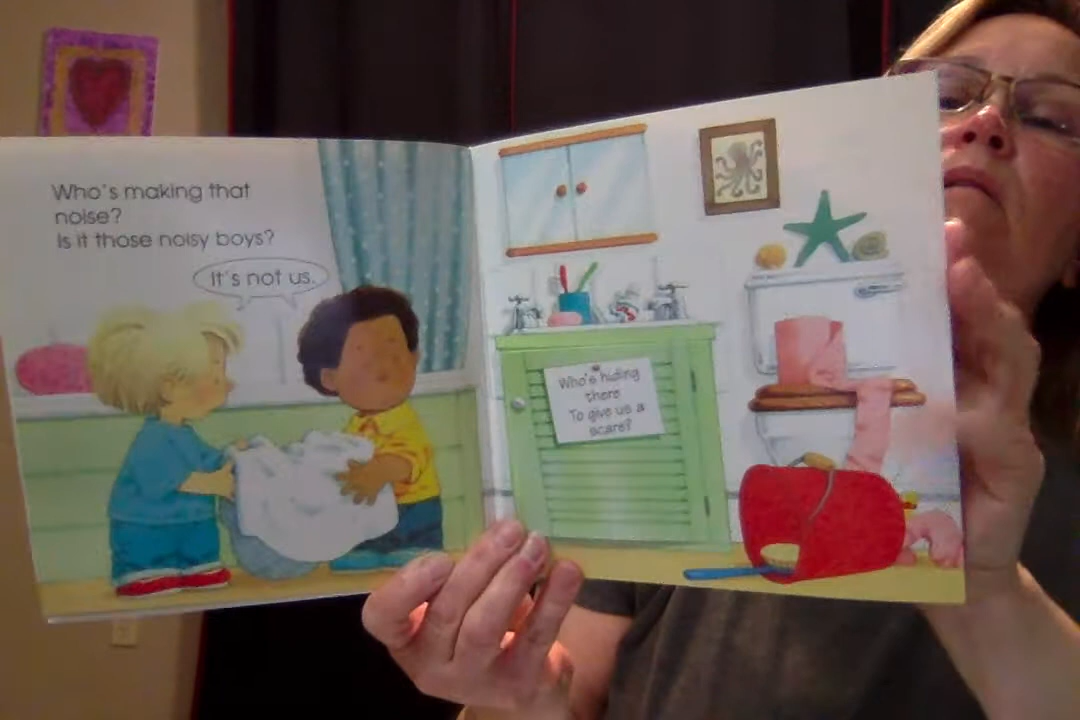 Who's making that
noise?
Is it those noisy boys?
It's not us.
Who's hiding
there
To give us a
scare?